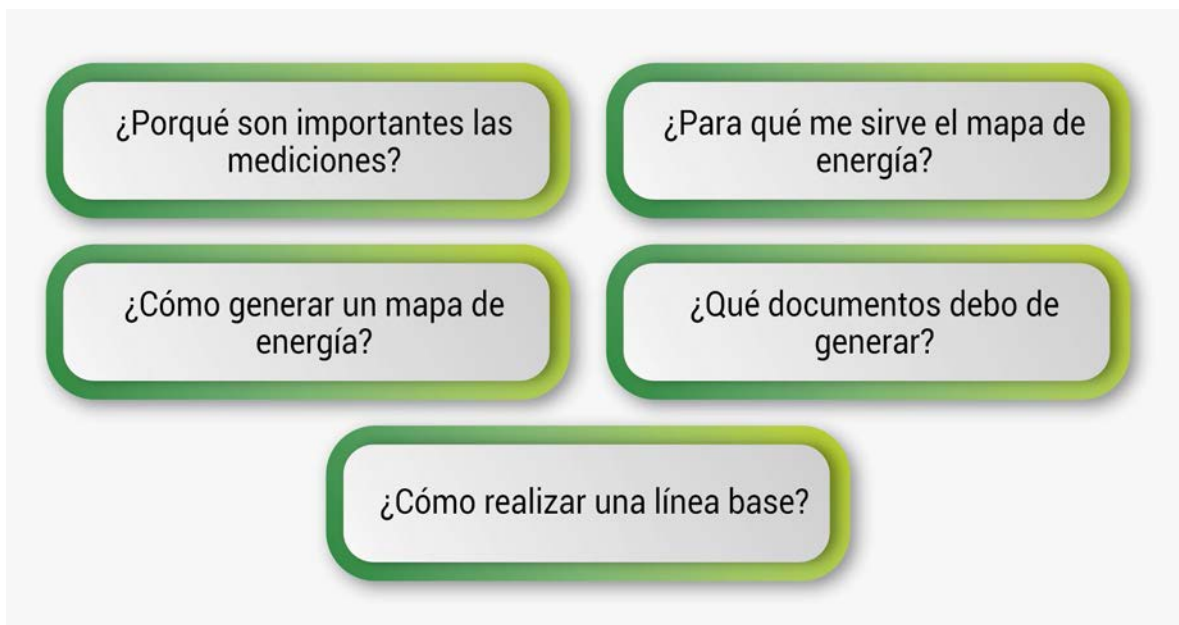 ¿Porqué son importantes las
mediciones?
¿Para qué me sirve el mapa de
energía?
¿Cómo generar un mapa de
energía?
¿Qué documentos debo de
generar?
¿Cómo realizar una línea base?